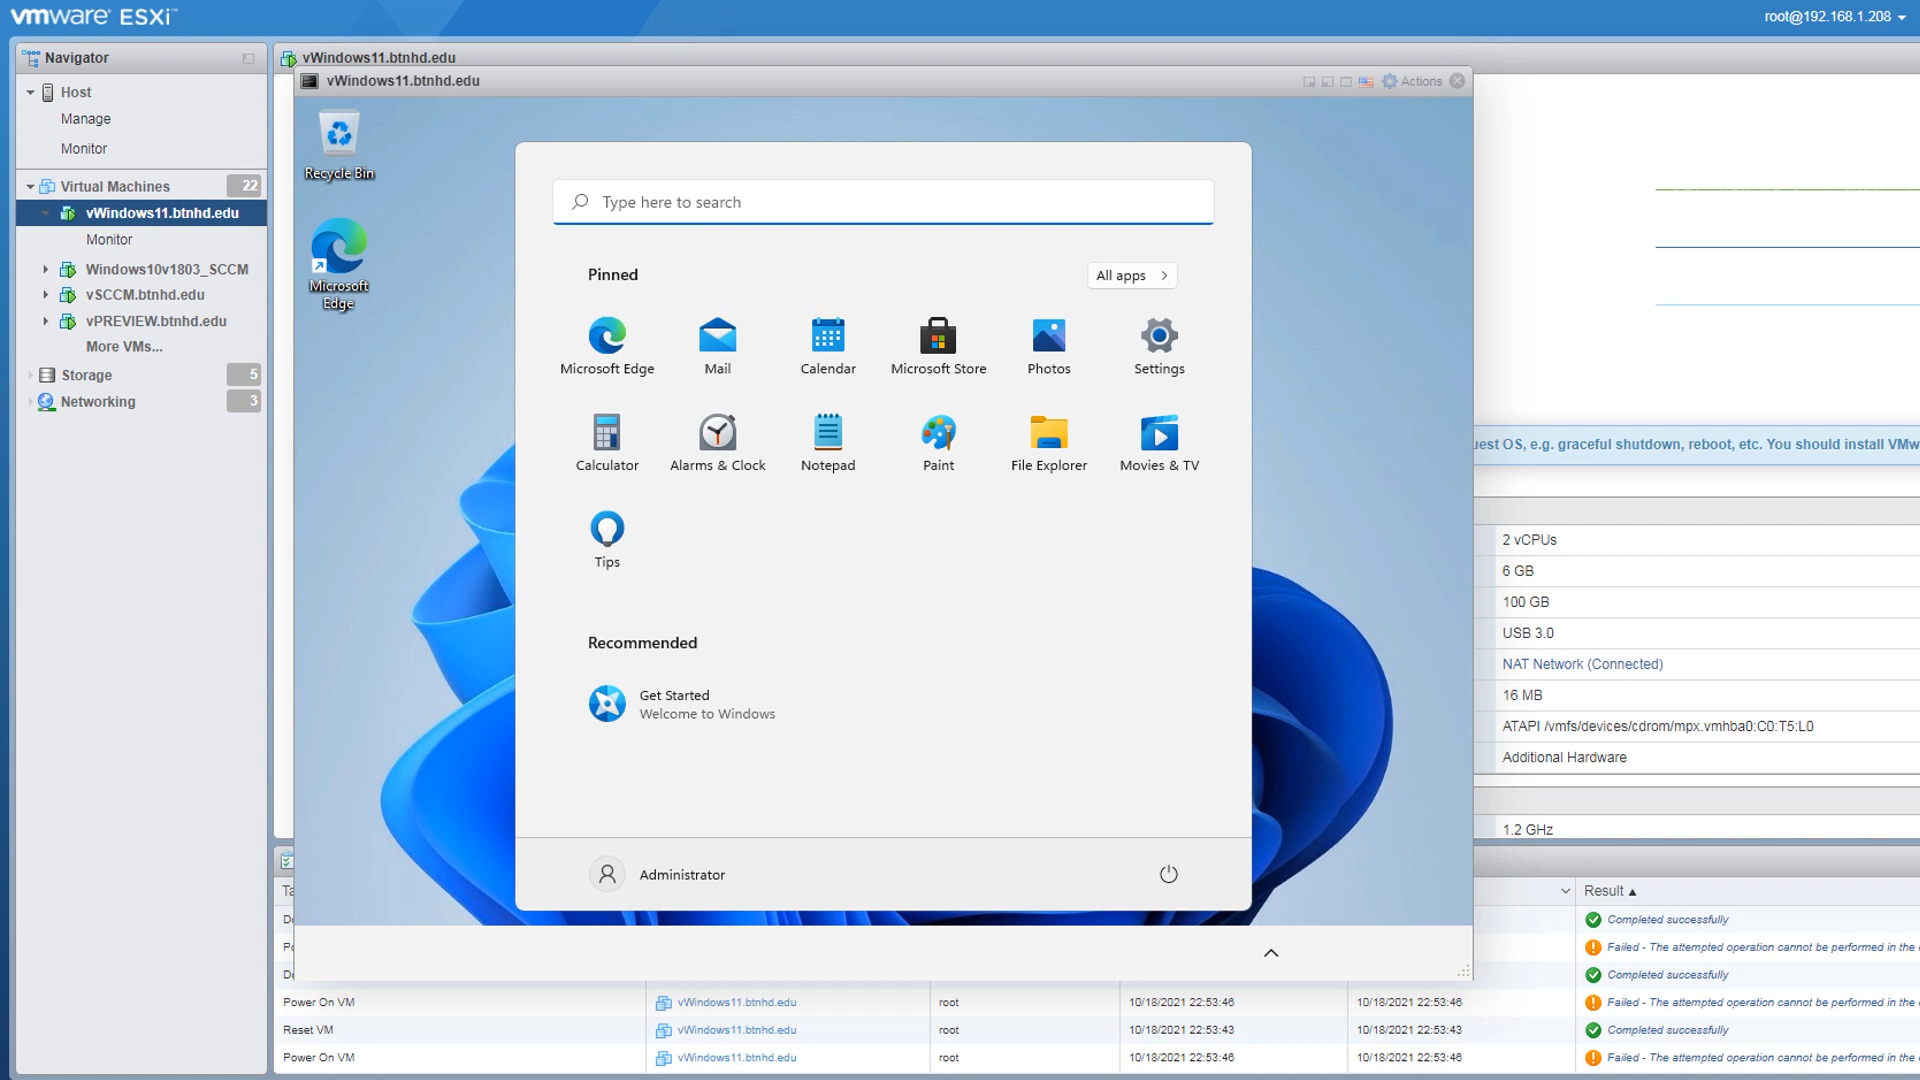 vmware ESXi™
root@192.168.1.208
Navigator
Host
Manage
Monitor
Virtual Machines
22
vWindows11.btnhd.edu
Monitor
Windows10v1803_SCCM
vSCCM.btnhd.edu
vPREVIEW.btnhd.edu
More VMs...
Storage
5
Networking
3
vWindows11.btnhd.edu
vWindows11.btnhd.edu
Actions
Recycle Bin
Microsoft
Edge
Type here to search
Pinned
All apps
Microsoft Edge
Mail
Calendar
Microsoft Store
Photos
Settings
Calculator
Alarms & Clock
Notepad
Paint
File Explorer
Movies & TV
Tips
Recommended
Get Started
Welcome to Windows
Administrator
OS, e.g. graceful shutdown, reboot, etc. You should install
2 vCPUs
6 GB
100 GB
USB 3.0
NAT Network (Connected)
16 MB
ATAPI /vmfs/devices/cdrom/mpx.vmhba0:C0:T5:L0
Additional Hardware
1.2 GHz
Result
Completed successfully
Failed - The attempted operation cannot be performed in the
Completed successfully
Power On VM vWindows11.btnhd.edu root 10/18/2021 22:53:46 10/18/2021 22:53:46 Failed - The attempted operation cannot be performed in the
Reset VM vWindows11.btnhd.edu root 10/18/2021 22:53:43 10/18/2021 22:53:43 Completed successfully
Power On VM vWindows11.btnhd.edu root 10/18/2021 22:53:46 10/18/2021 22:53:46 Failed - The attempted operation cannot be performed in the